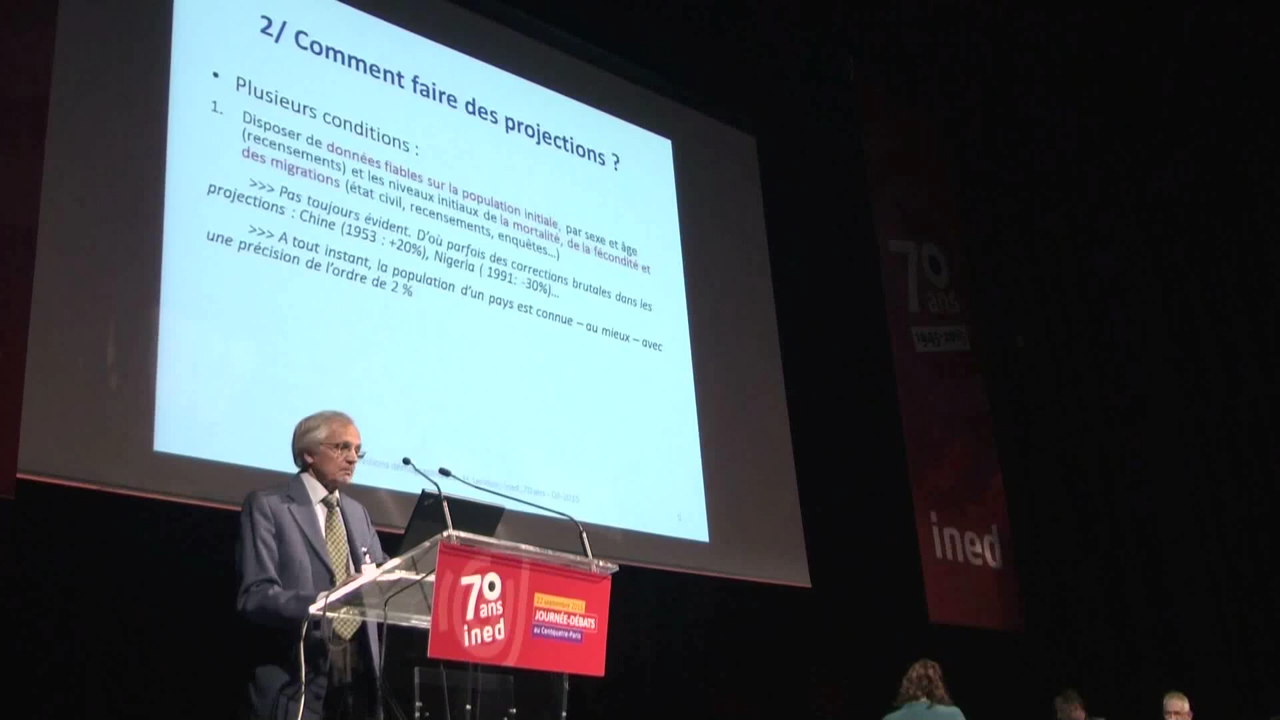 2/ Comment faire des projections ?
• Plusieurs conditions :
1. Disposer de données fiables sur la population initiale, par sexe et âge
(recensements) et les niveaux initiaux de la mortalité, de la fécondité et
des migrations (état civil, recensements, enquêtes...)
>>> Pas toujours évident. D'où parfois des corrections brutales dans les
projections : Chine (1953 : +20%), Nigeria ( 1991: -30%)...
>>> A tout instant, la population d'un pays est connue – au mieux – avec
une précision de l'ordre de 2 %
70
ans
ined
70
ans
ined
22 septembre 2015
JOURNÉE-DÉBATS
au Centquatre-Paris